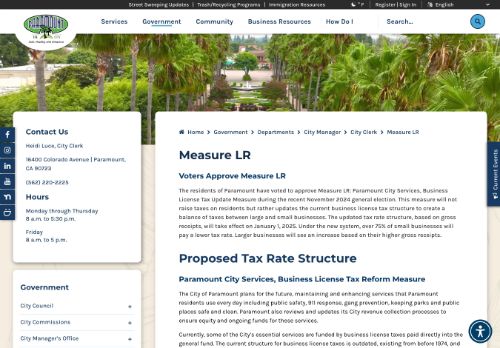 Street Sweeping Updates | Trash/Recycling Programs | Immigration Resources
°F | Register | Sign In | English
PARAMOUNT
Services Government Community Business Resources How Do I
Search...
Contact Us
Heidi Luce, City Clerk
16400 Colorado Avenue | Paramount,
CA 90723
(562) 220-2225
Hours
Monday through Thursday
8 a.m. to 5:30 p.m.
Friday
8 a.m. to 5 p.m.
Government
City Council +
City Commissions +
City Manager's Office +
Home > Government > Departments > City Manager > City Clerk > Measure LR
Measure LR
Voters Approve Measure LR
The residents of Paramount have voted to approve Measure LR: Paramount City Services, Business
License Tax Update Measure during the recent November 2024 general election. This measure will not
raise taxes on residents but rather updates the current business license tax structure to create a
balance of taxes between large and small businesses. The updated tax rate structure, based on gross
receipts, will take effect on January 1, 2025. Under the new system, over 75% of small businesses will
pay a lower tax rate. Larger businesses will see an increase based on their higher gross receipts.
Proposed Tax Rate Structure
Paramount City Services, Business License Tax Reform Measure
The City of Paramount plans for the future, maintaining and enhancing services that Paramount
residents use every day including public safety, 911 response, gang prevention, keeping parks and public
places safe and clean. Paramount also reviews and updates its City revenue collection processes to
ensure equity and ongoing funds for those services.
Currently, some of the City's essential services are funded by business license taxes paid directly into the
general fund. The current structure for business license taxes is outdated, existing from before 1974, and
Current Events